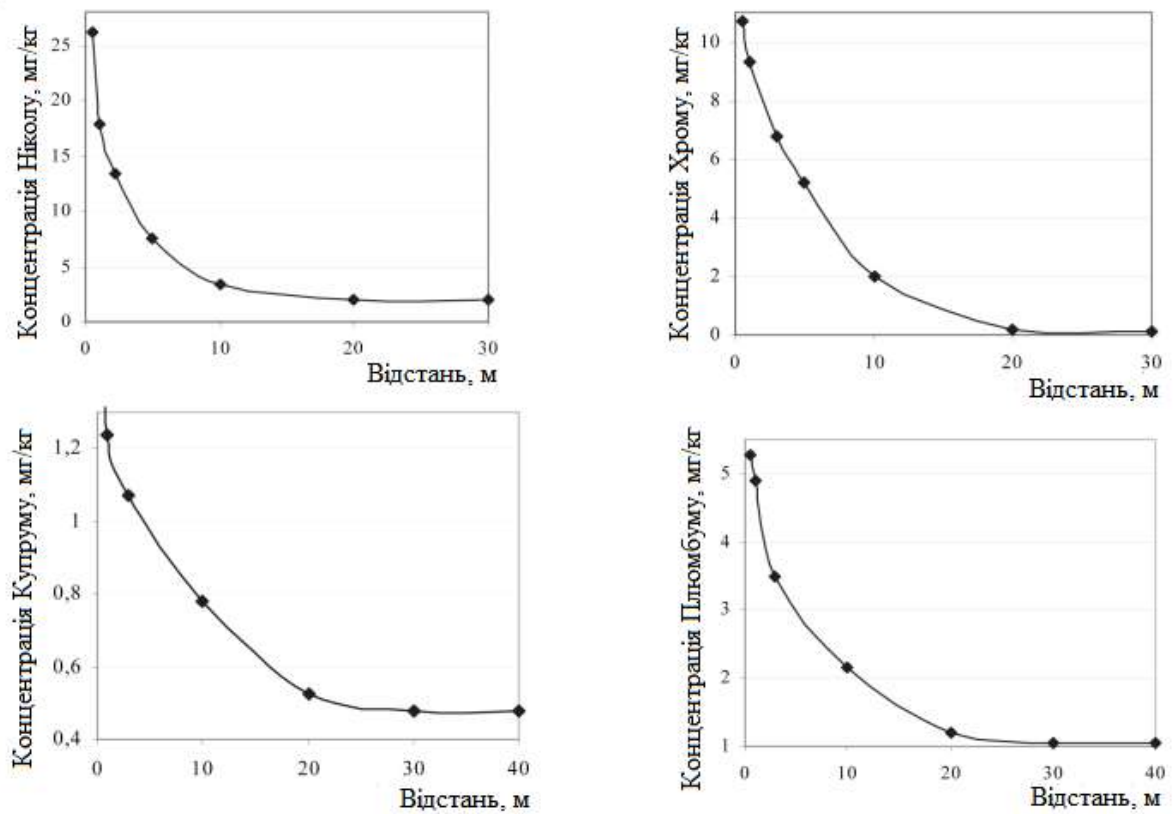 Концентрація Ніколу, мг/кг
25
20
15
10
5
0
0 10 20 30
Відстань, м
Концентрація Хрому, мг/кг
10
8
6
4
2
0
0 10 20 30
Відстань, м
Концентрація Купруму, мг/кг
1,2
1
0,8
0,6
0,4
0 10 20 30 40
Відстань, м
Концентрація Плюмбуму, мг/кг
5
4
3
2
1
0 10 20 30 40
Відстань, м